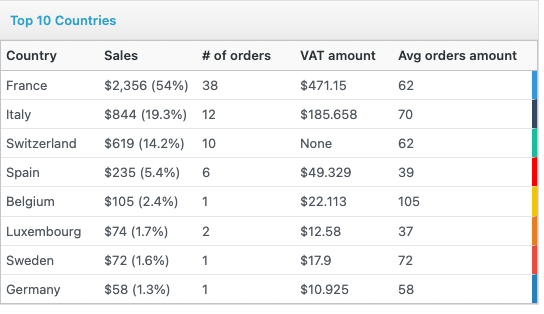 Top 10 Countries
Country Sales # of orders VAT amount Avg orders amount
France $2,356 (54%) 38 $471.15 62
Italy $844 (19.3%) 12 $185.658 70
Switzerland $619 (14.2%) 10 None 62
Spain $235 (5.4%) 6 $49.329 39
Belgium $105 (2.4%) 1 $22.113 105
Luxembourg $74 (1.7%) 2 $12.58 37
Sweden $72 (1.6%) 1 $17.9 72
Germany $58 (1.3%) 1 $10.925 58